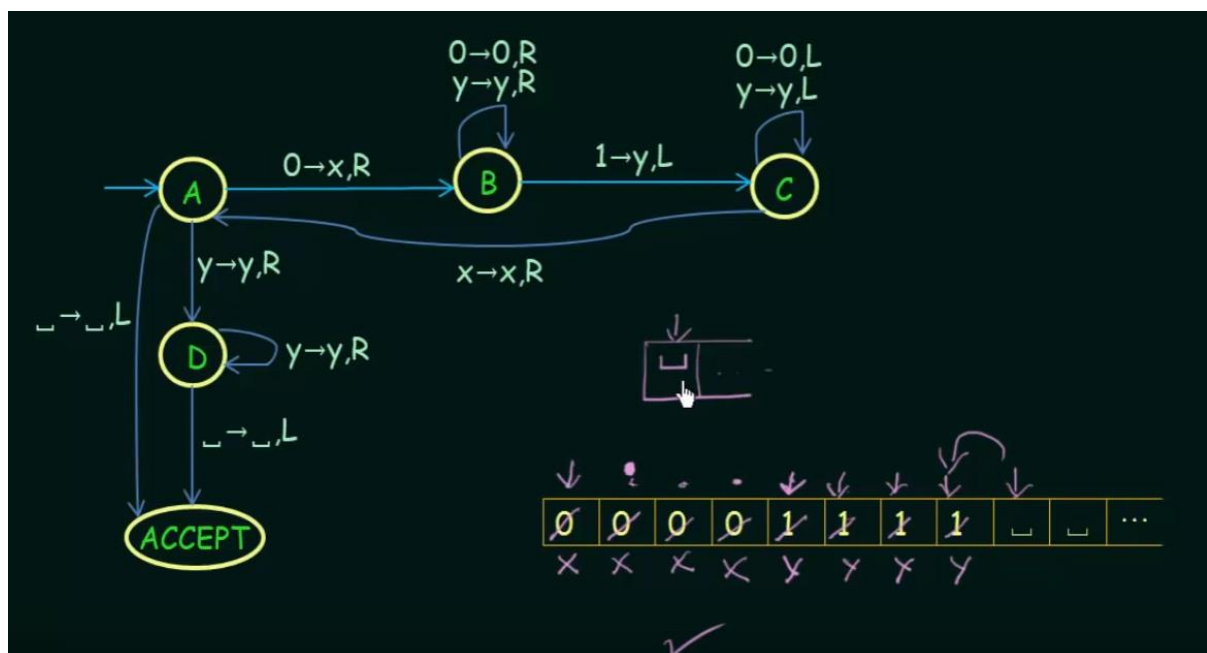 0→0,R
y→y,R
0→0,L
y→y,L
A
0→x,R
B
1→y,L
C
y→y,R
x→x,R
␣→␣,L
D
y→y,R
␣
␣→␣,L
ACCEPT
0 0 0 0 1 1 1 1 ␣ ␣ ...
x x x x y y y y